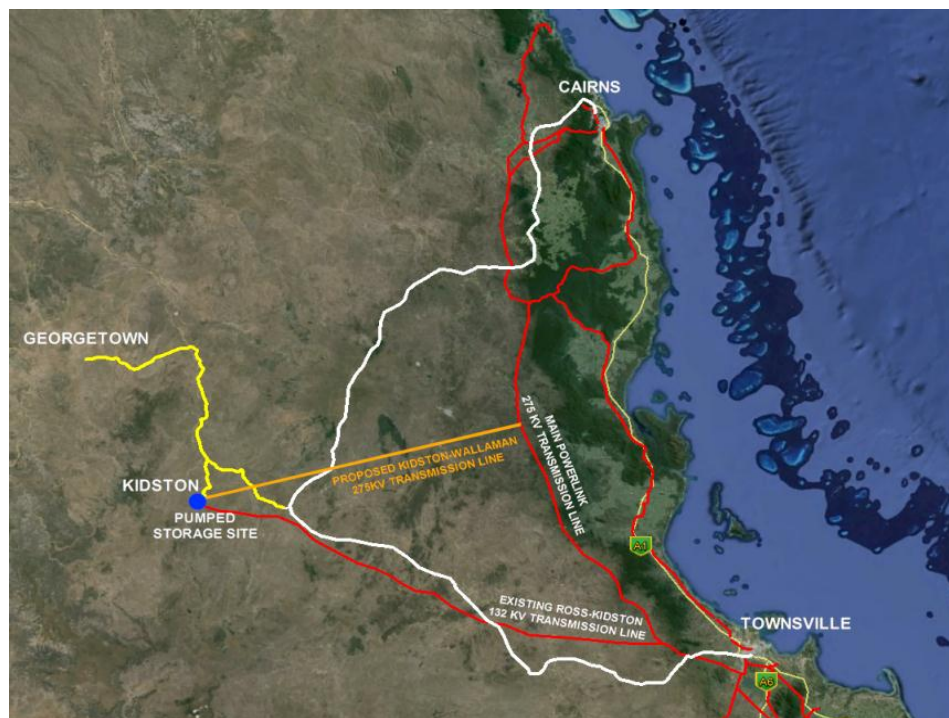 CAIRNS
GEORGETOWN
MAIN POWERLINK
275 KV TRANSMISSION LINE
PROPOSED KIDSTON-WALLAMAN
275KV TRANSMISSION LINE
KIDSTON
PUMPED
STORAGE SITE
A1
EXISTING ROSS-KIDSTON
132 KV TRANSMISSION LINE
TOWNSVILLE
A6